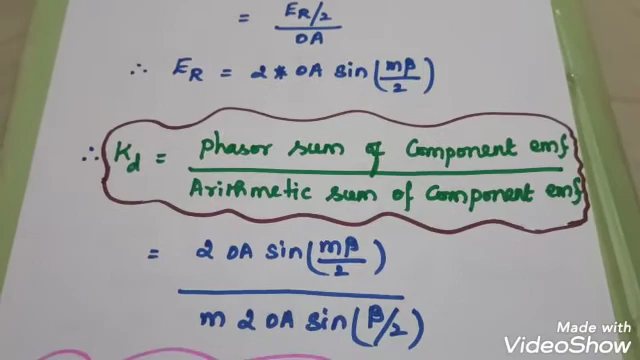 = ER/2 / OA
∴ ER = 2 * OA sin(mβ/2)
∴ Kd = phasor sum of Component emf / Arithmetic sum of Component emf
= 2 OA sin(mβ/2) / m 2 OA sin(β/2)
Made with
VideoShow